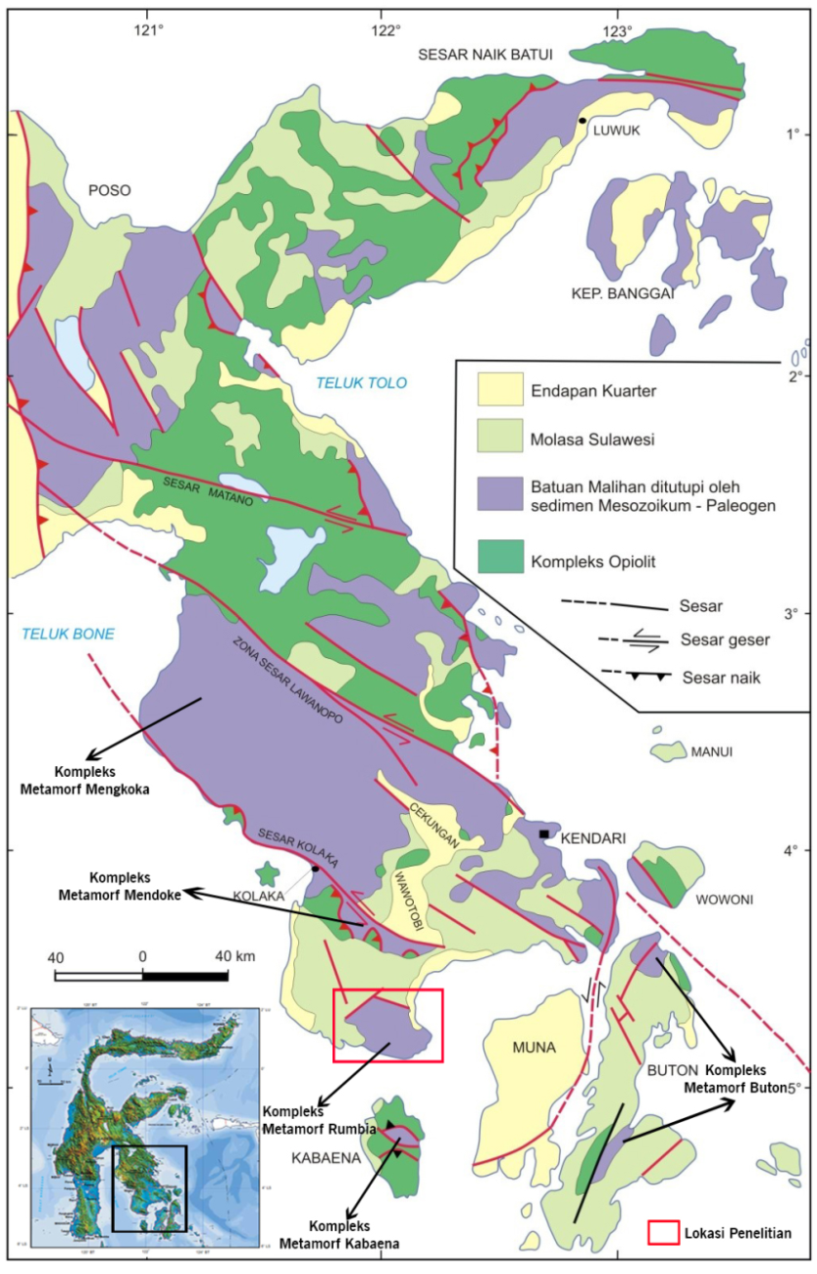 121°
122°
123°
SESAR NAIK BATUI
LUWUK
1°
POSO
KEP. BANGGAI
TELUK TOLO
2°
Endapan Kuarter
Molasa Sulawesi
Batuan Malihan ditutupi oleh
sedimen Mesozoikum - Paleogen
Kompleks Opiolit
SESAR MATANO
Sesar
3°
Sesar geser
Sesar naik
TELUK BONE
ZONA SESAR LAWANOPO
MANUI
Kompleks
Metamorf Mengkoka
CEKUNGAN
WAWOTOBI
KENDARI
4°
SESAR KOLAKA
KOLAKA
Kompleks
Metamorf Mendoke
WOWONI
40 0 40 km
MUNA
BUTON
Kompleks
Metamorf Buton
5°
Kompleks
Metamorf Rumbia
KABAENA
Kompleks
Metamorf Kabaena
Lokasi Penelitian